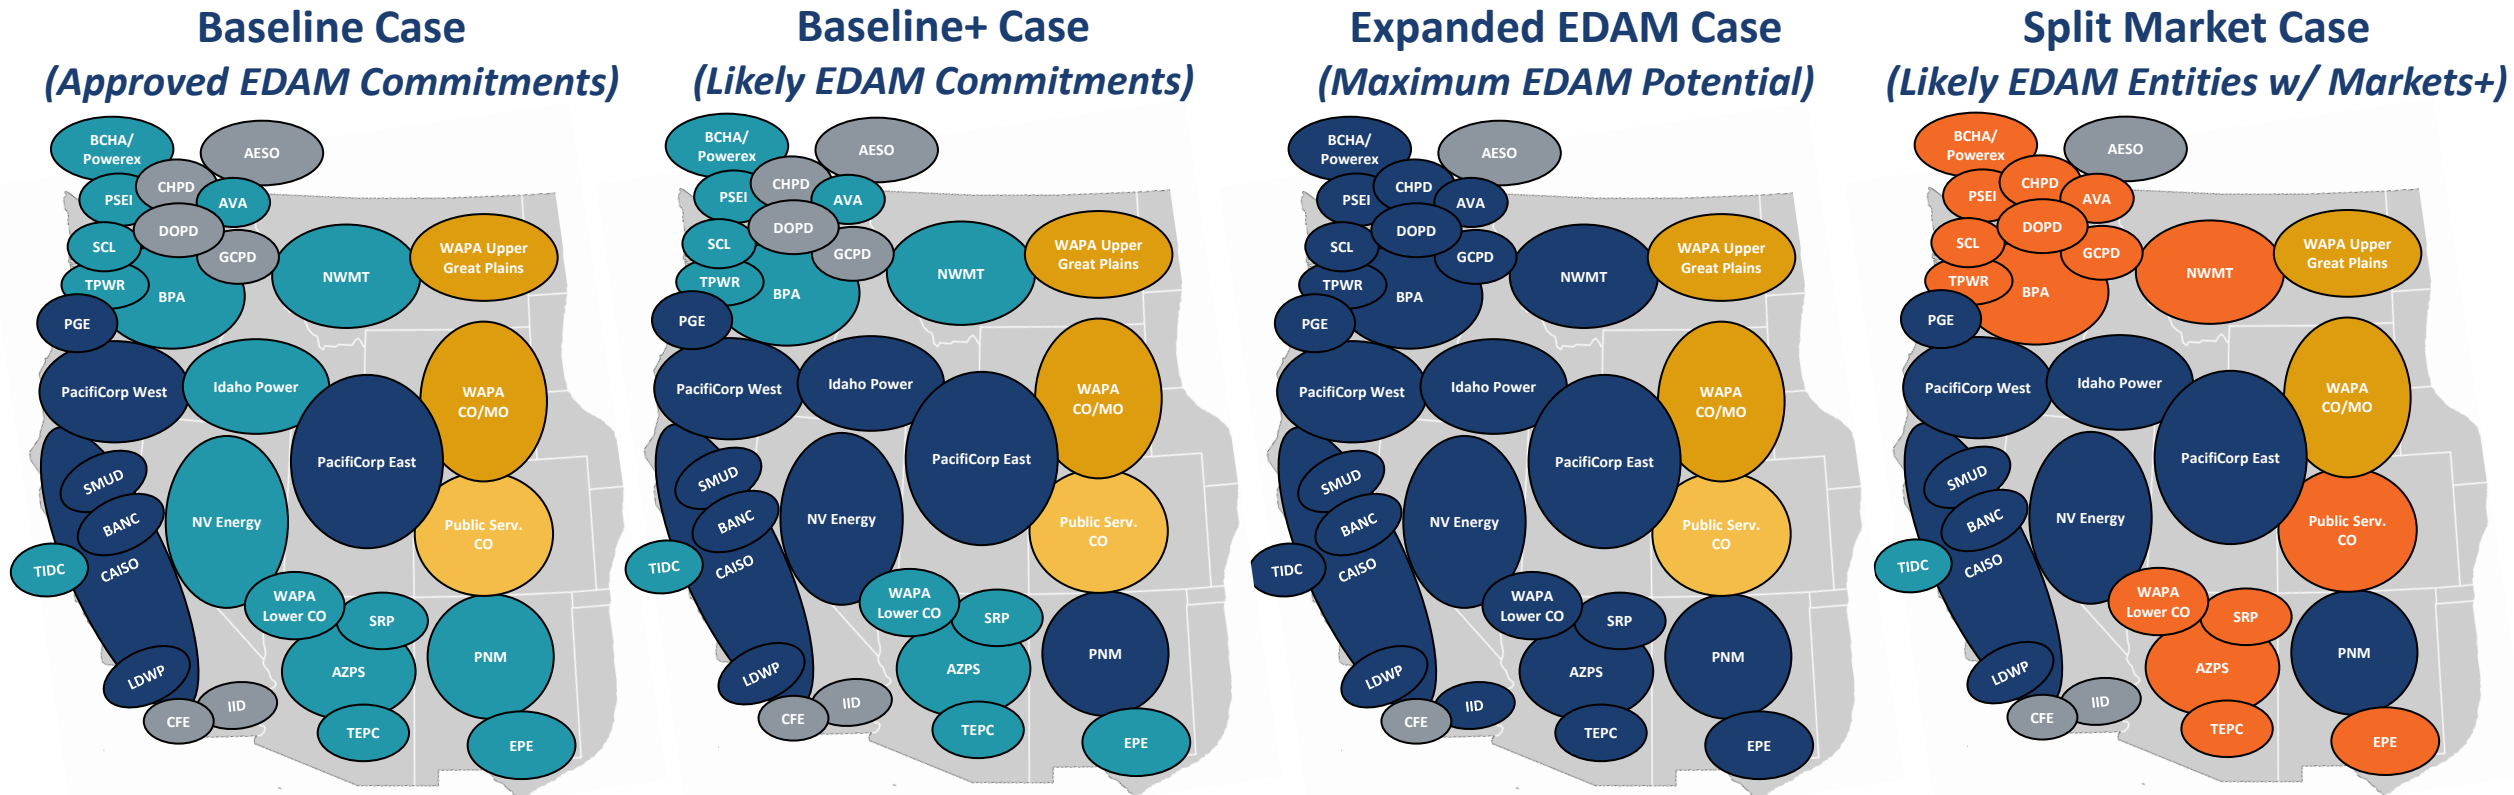 Baseline Case
(Approved EDAM Commitments)
BCHA/
Powerex
AESO
CHPD
PSEI
AVA
DOPD
SCL
GCPD
TPWR
BPA
NWMT
WAPA Upper
Great Plains
PGE
PacifiCorp West
Idaho Power
WAPA
CO/MO
PacifiCorp East
SMUD
BANC
NV Energy
Public Serv.
CO
TIDC
CAISO
WAPA
Lower CO
SRP
PNM
AZPS
LDWP
IID
CFE
TEPC
EPE
Baseline+ Case
(Likely EDAM Commitments)
BCHA/
Powerex
AESO
CHPD
PSEI
AVA
DOPD
SCL
GCPD
TPWR
BPA
NWMT
WAPA Upper
Great Plains
PGE
PacifiCorp West
Idaho Power
WAPA
CO/MO
PacifiCorp East
SMUD
BANC
NV Energy
Public Serv.
CO
TIDC
CAISO
WAPA
Lower CO
SRP
PNM
AZPS
LDWP
IID
CFE
TEPC
EPE
Expanded EDAM Case
(Maximum EDAM Potential)
BCHA/
Powerex
AESO
CHPD
PSEI
AVA
DOPD
SCL
GCPD
TPWR
BPA
NWMT
WAPA Upper
Great Plains
PGE
PacifiCorp West
Idaho Power
WAPA
CO/MO
PacifiCorp East
SMUD
BANC
NV Energy
Public Serv.
CO
TIDC
CAISO
WAPA
Lower CO
SRP
PNM
AZPS
LDWP
IID
CFE
TEPC
EPE
Split Market Case
(Likely EDAM Entities w/ Markets+)
BCHA/
Powerex
AESO
CHPD
PSEI
AVA
DOPD
SCL
GCPD
TPWR
BPA
NWMT
WAPA Upper
Great Plains
PGE
PacifiCorp West
Idaho Power
WAPA
CO/MO
PacifiCorp East
SMUD
BANC
NV Energy
Public Serv.
CO
TIDC
CAISO
WAPA
Lower CO
SRP
PNM
AZPS
LDWP
IID
CFE
TEPC
EPE